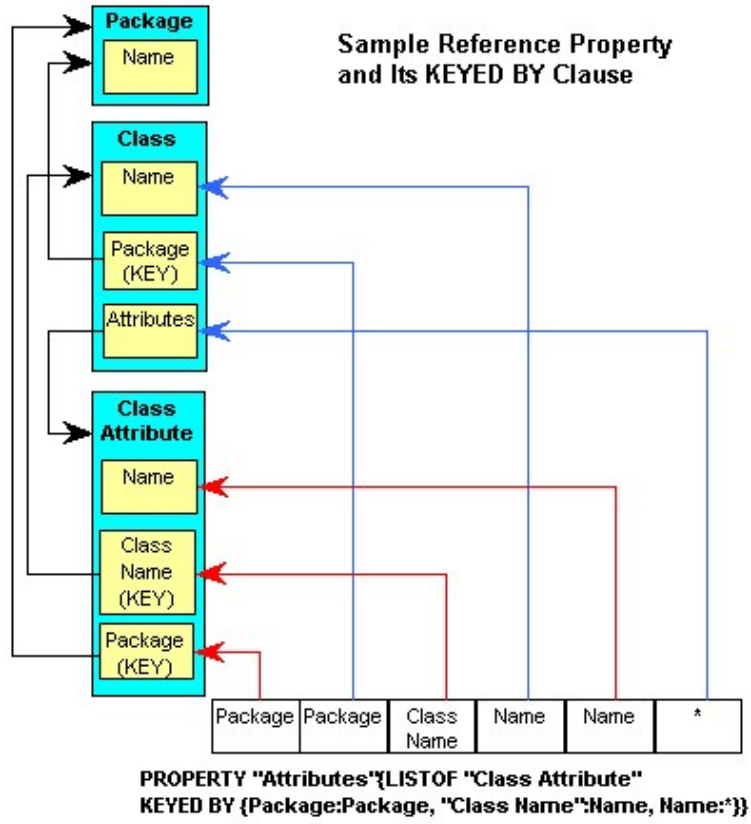 Package
Name
Sample Reference Property
and Its KEYED BY Clause
Class
Name
Package
(KEY)
Attributes
Class
Attribute
Name
Class
Name
(KEY)
Package
(KEY)
Package Package Class Name Name *
Name
PROPERTY "Attributes"{LISTOF "Class Attribute"
KEYED BY {Package:Package, "Class Name":Name, Name:*}}